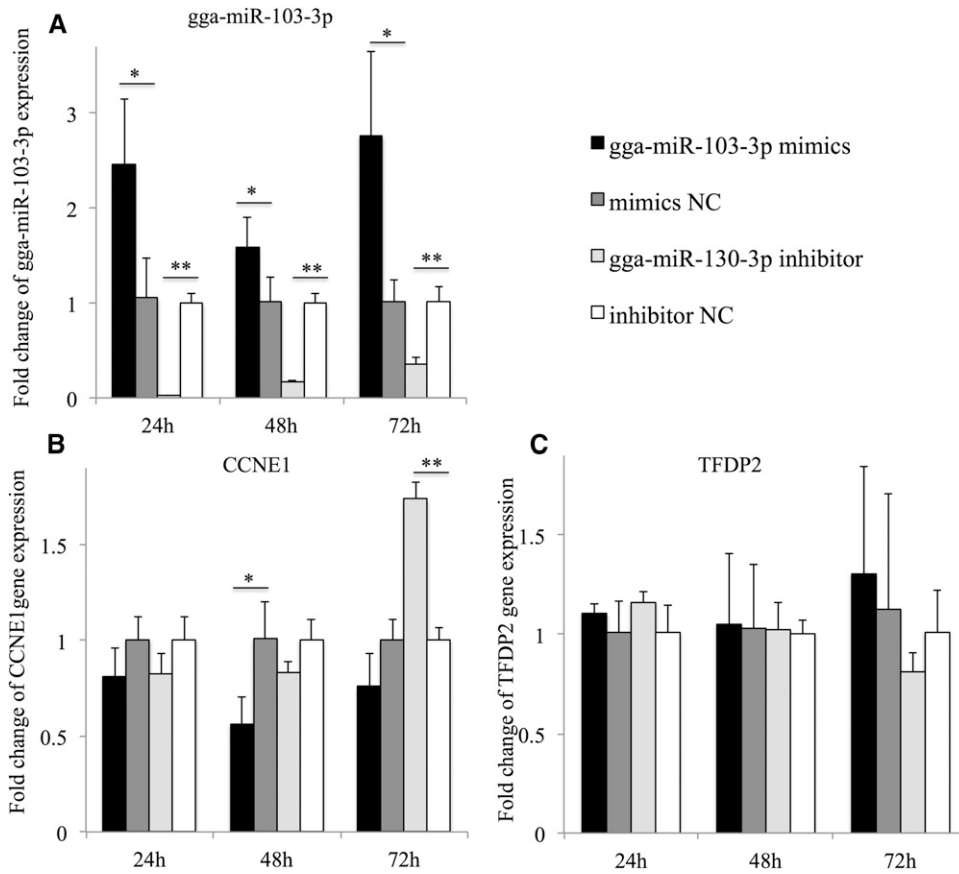 A
gga-miR-103-3p
Fold change of gga-miR-103-3p expression
3
2
1
0
*
**
*
**
*
**
24h
48h
72h
gga-miR-103-3p mimics
mimics NC
gga-miR-130-3p inhibitor
inhibitor NC
B
CCNE1
Fold change of CCNE1gene expression
1.5
1
0.5
0
*
**
24h
48h
72h
C
TFDP2
Fold change of TFDP2 gene expression
1.5
1
0.5
0
24h
48h
72h